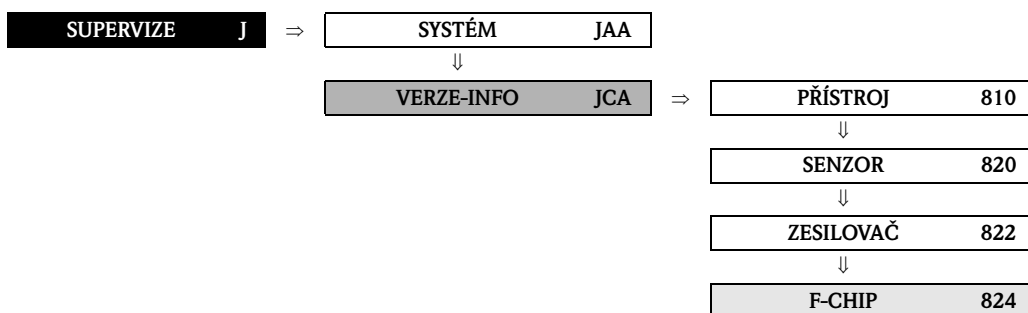 SUPERVIZE J ⇒ SYSTÉM JAA
⇓
VERZE-INFO JCA ⇒ PŘÍSTROJ 810
⇓
SENZOR 820
⇓
ZESILOVAČ 822
⇓
F-CHIP 824